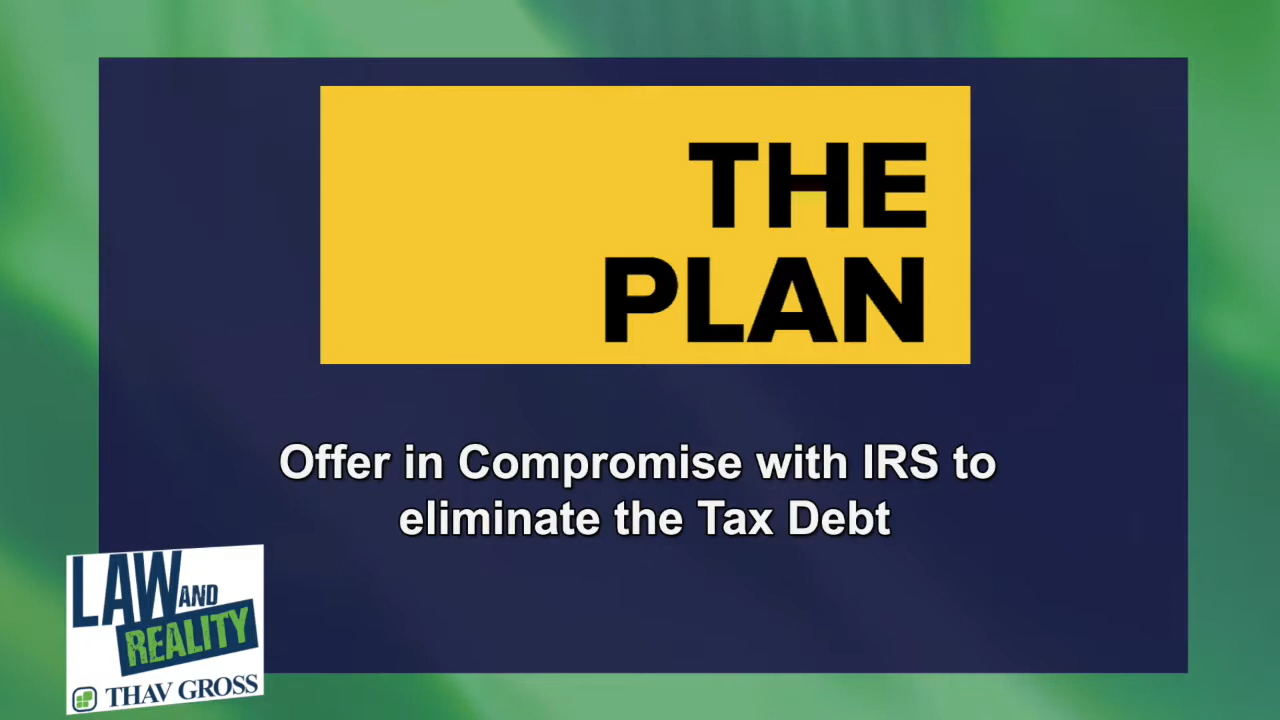 THE
PLAN
Offer in Compromise with IRS to
eliminate the Tax Debt
LAW AND
REALITY
THAV GROSS